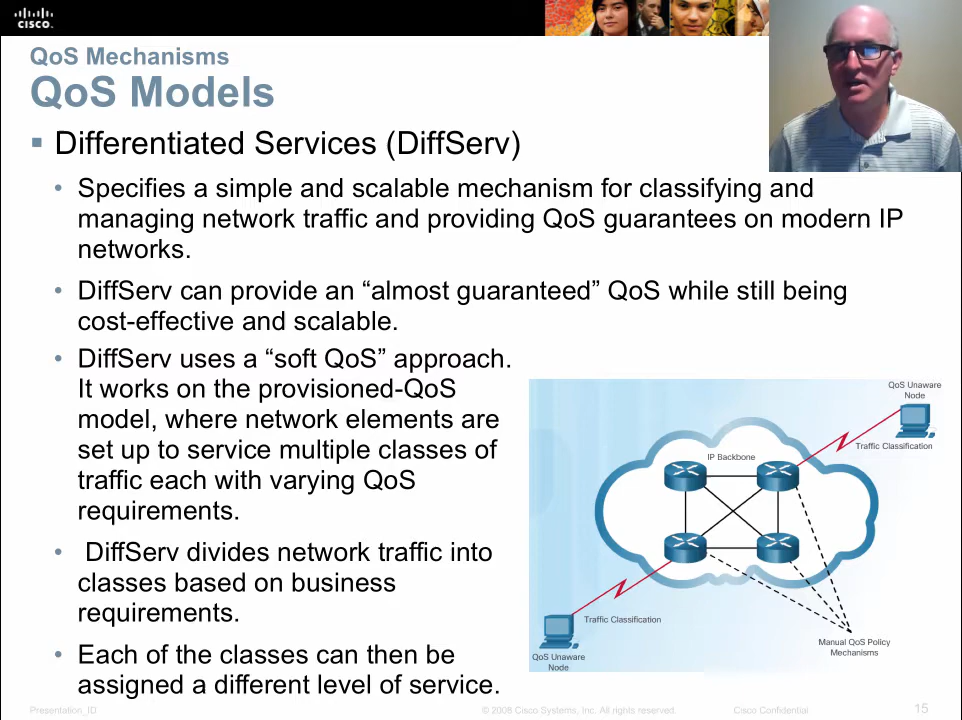 CISCO
QoS Mechanisms
QoS Models
Differentiated Services (DiffServ)
Specifies a simple and scalable mechanism for classifying and
managing network traffic and providing QoS guarantees on modern IP
networks.
DiffServ can provide an “almost guaranteed” QoS while still being
cost-effective and scalable.
DiffServ uses a “soft QoS” approach.
It works on the provisioned-QoS
model, where network elements are
set up to service multiple classes of
traffic each with varying QoS
requirements.
DiffServ divides network traffic into
classes based on business
requirements.
Each of the classes can then be
assigned a different level of service.
QoS Unaware
Node
Traffic Classification
IP Backbone
Traffic Classification
QoS Unaware
Node
Manual QoS Policy
Mechanisms
Presentation_ID
© 2008 Cisco Systems, Inc. All rights reserved.
Cisco Confidential
15